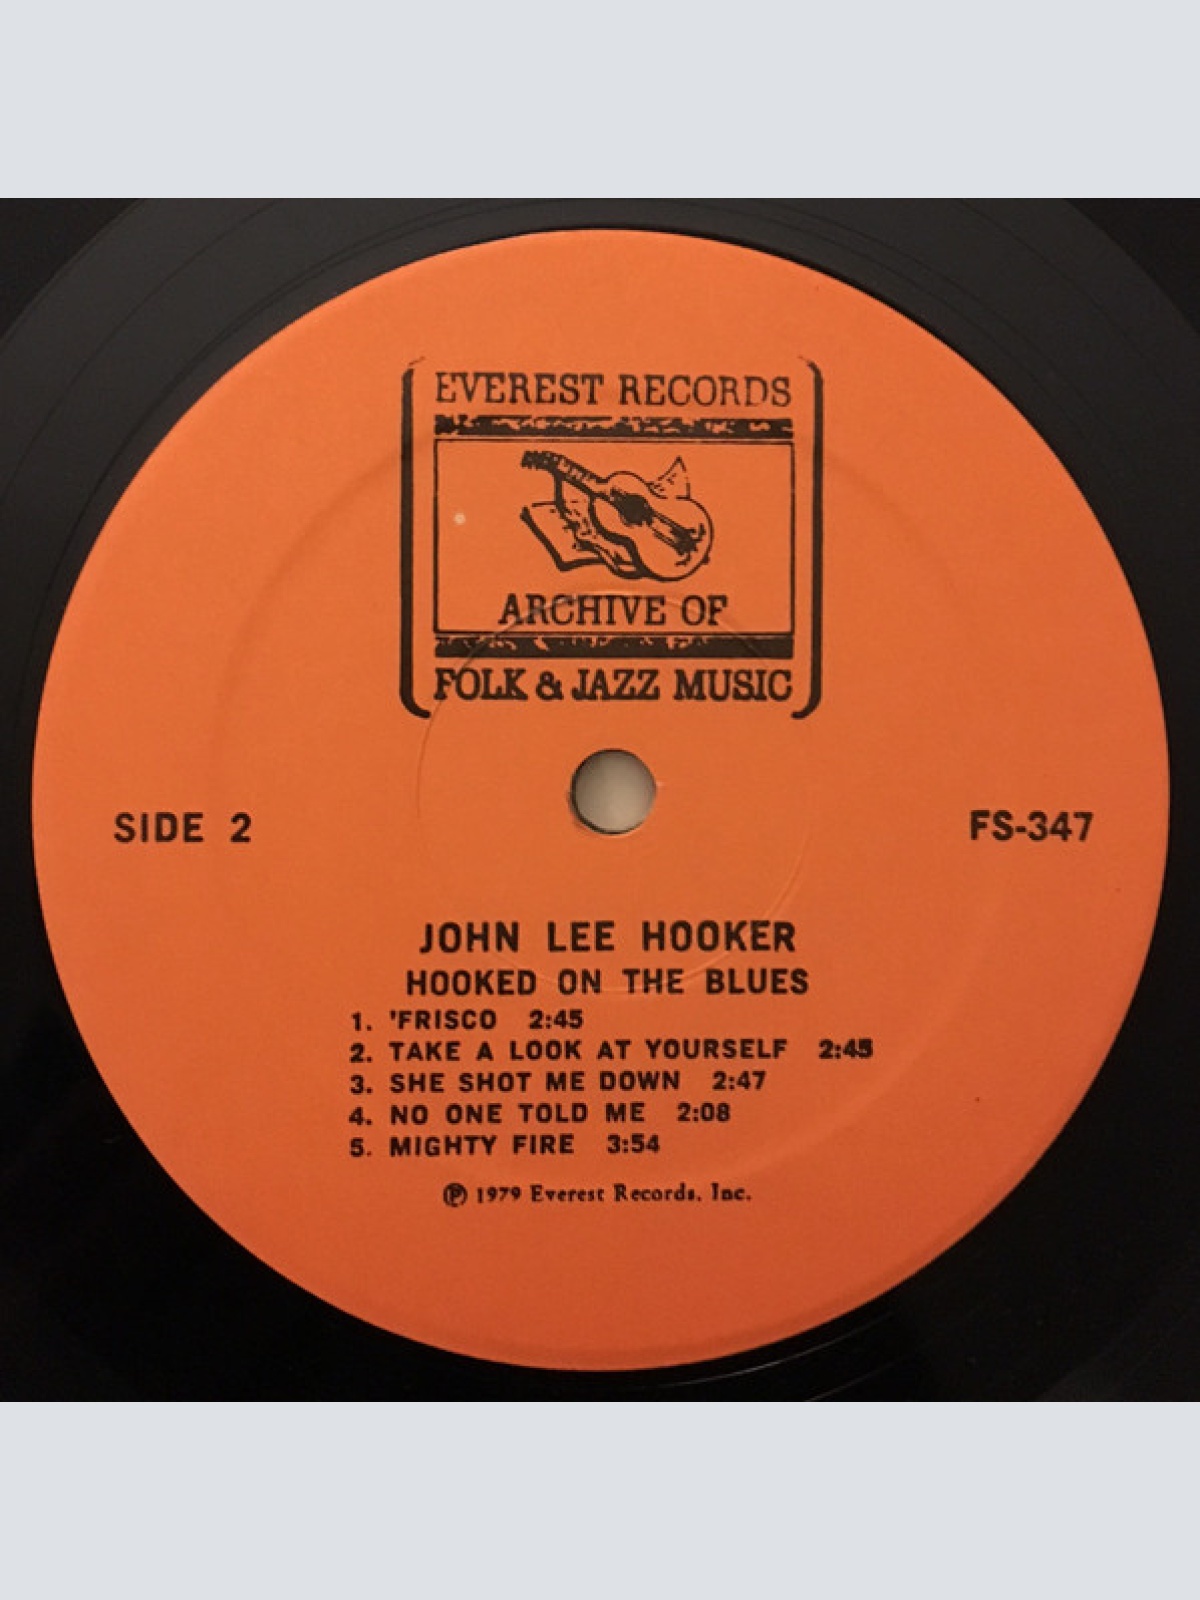 EVEREST RECORDS
ARCHIVE OF
FOLK & JAZZ MUSIC
SIDE 2
FS-347
JOHN LEE HOOKER
HOOKED ON THE BLUES
1. 'FRISCO 2:45
2. TAKE A LOOK AT YOURSELF 2:45
3. SHE SHOT ME DOWN 2:47
4. NO ONE TOLD ME 2:08
5. MIGHTY FIRE 3:54
℗ 1979 Everest Records, Inc.